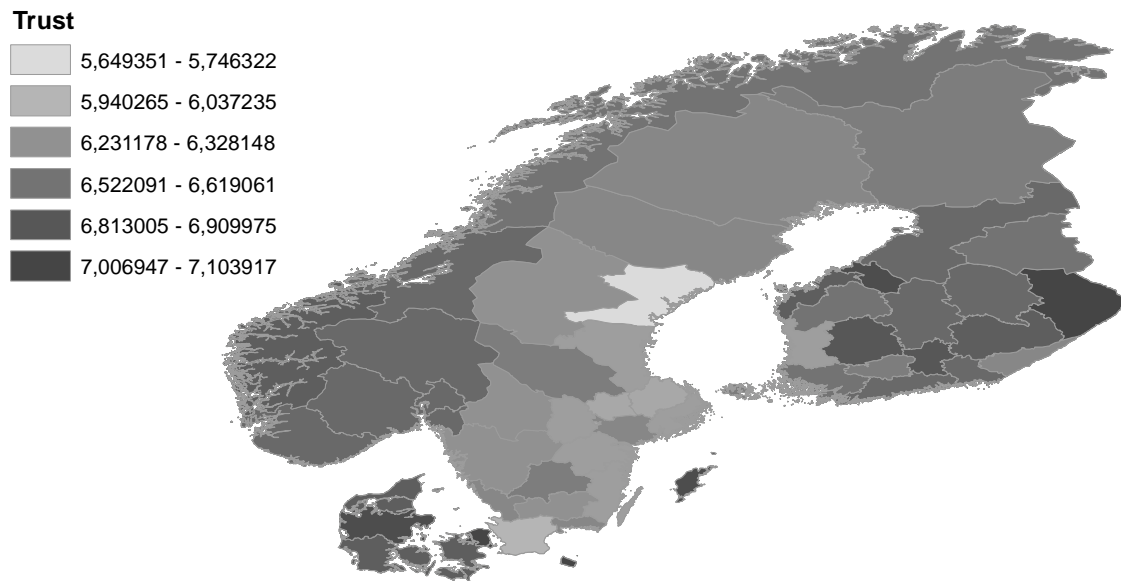 Trust
5,649351 - 5,746322
5,940265 - 6,037235
6,231178 - 6,328148
6,522091 - 6,619061
6,813005 - 6,909975
7,006947 - 7,103917